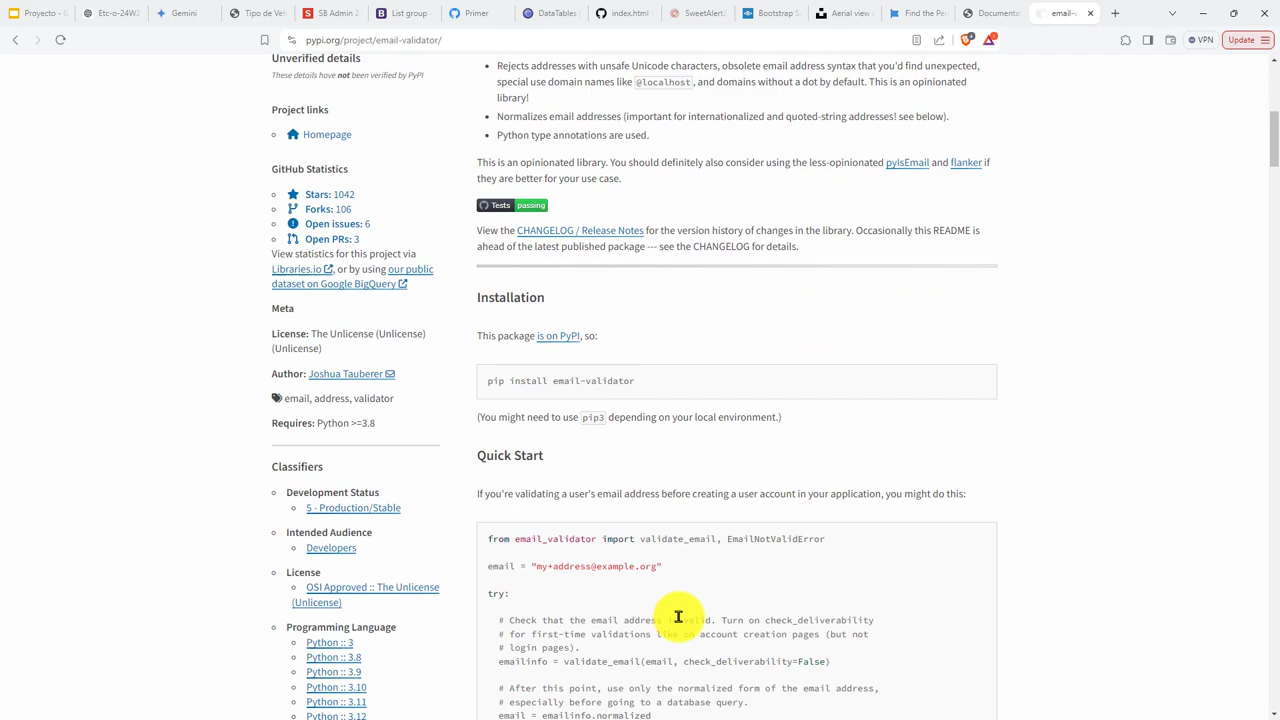 Proyecto - G
Etc-o-24W2
Gemini
Tipo de Veh
SB Admin 2
List group -
Primer
DataTables |
index.html ·
SweetAlert2
Bootstrap S
Aerial view
Find the Per
Documenta
email-v
pypi.org/project/email-validator/
4
1
VPN
Update
Unverified details
These details have not been verified by PyPI
Project links
Homepage
GitHub Statistics
Stars: 1042
Forks: 106
Open issues: 6
Open PRs: 3
View statistics for this project via
Libraries.io, or by using our public
dataset on Google BigQuery
Meta
License: The Unlicense (Unlicense)
(Unlicense)
Author: Joshua Tauberer
email, address, validator
Requires: Python >=3.8
Classifiers
Development Status
5 - Production/Stable
Intended Audience
Developers
License
OSI Approved :: The Unlicense
(Unlicense)
Programming Language
Python :: 3
Python :: 3.8
Python :: 3.9
Python :: 3.10
Python :: 3.11
Python :: 3.12
Rejects addresses with unsafe Unicode characters, obsolete email address syntax that you'd find unexpected,
special use domain names like @localhost, and domains without a dot by default. This is an opinionated
library!
Normalizes email addresses (important for internationalized and quoted-string addresses! see below).
Python type annotations are used.
This is an opinionated library. You should definitely also consider using the less-opinionated pyIsEmail and flanker if
they are better for your use case.
Tests passing
View the CHANGELOG / Release Notes for the version history of changes in the library. Occasionally this README is
ahead of the latest published package --- see the CHANGELOG for details.
Installation
This package is on PyPI, so:
pip install email-validator
(You might need to use pip3 depending on your local environment.)
Quick Start
If you're validating a user's email address before creating a user account in your application, you might do this:
from email_validator import validate_email, EmailNotValidError
email = "my+address@example.org"
try:
# Check that the email address is valid. Turn on check_deliverability
# for first-time validations like on account creation pages (but not
# login pages).
emailinfo = validate_email(email, check_deliverability=False)
# After this point, use only the normalized form of the email address,
# especially before going to a database query.
email = emailinfo.normalized